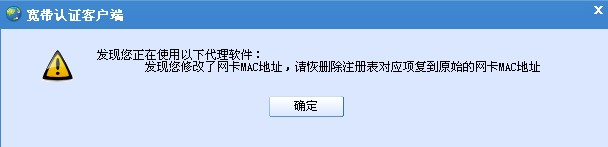 宽带认证客户端
发现您正在使用以下代理软件：
发现您修改了网卡MAC地址，请恢删除注册表对应项复到原始的网卡MAC地址
确定